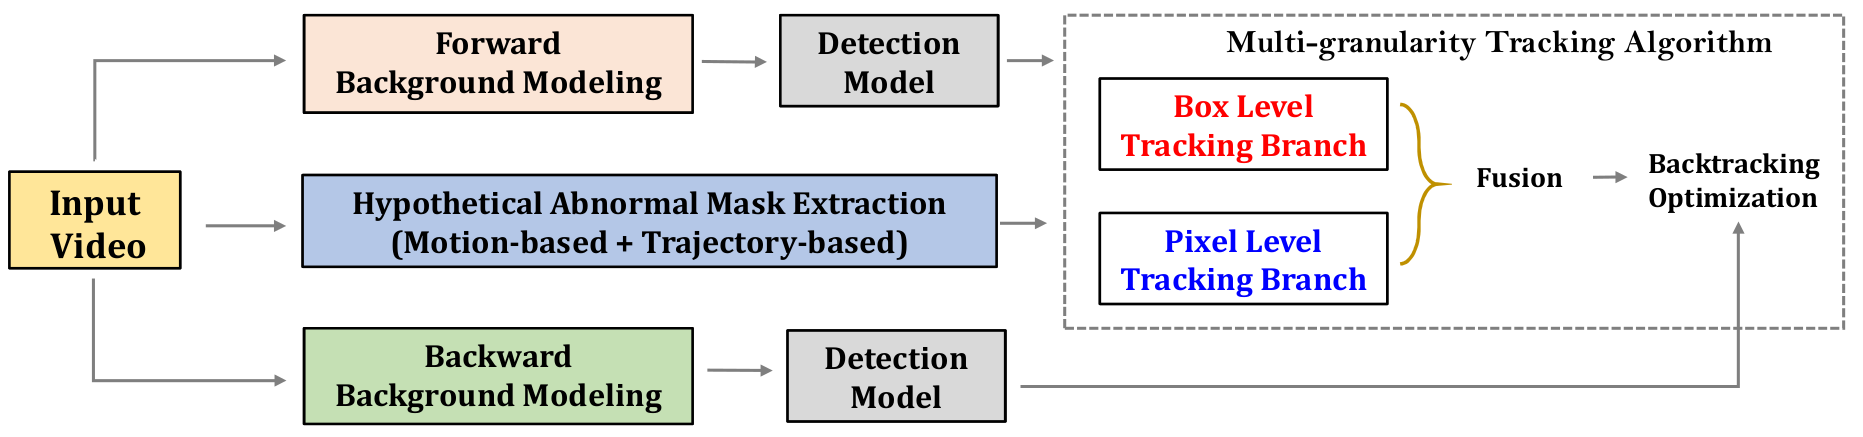 Input
Video
Forward
Background Modeling
Detection
Model
Hypothetical Abnormal Mask Extraction
(Motion-based + Trajectory-based)
Backward
Background Modeling
Detection
Model
Multi-granularity Tracking Algorithm
Box Level
Tracking Branch
Pixel Level
Tracking Branch
Fusion
Backtracking
Optimization